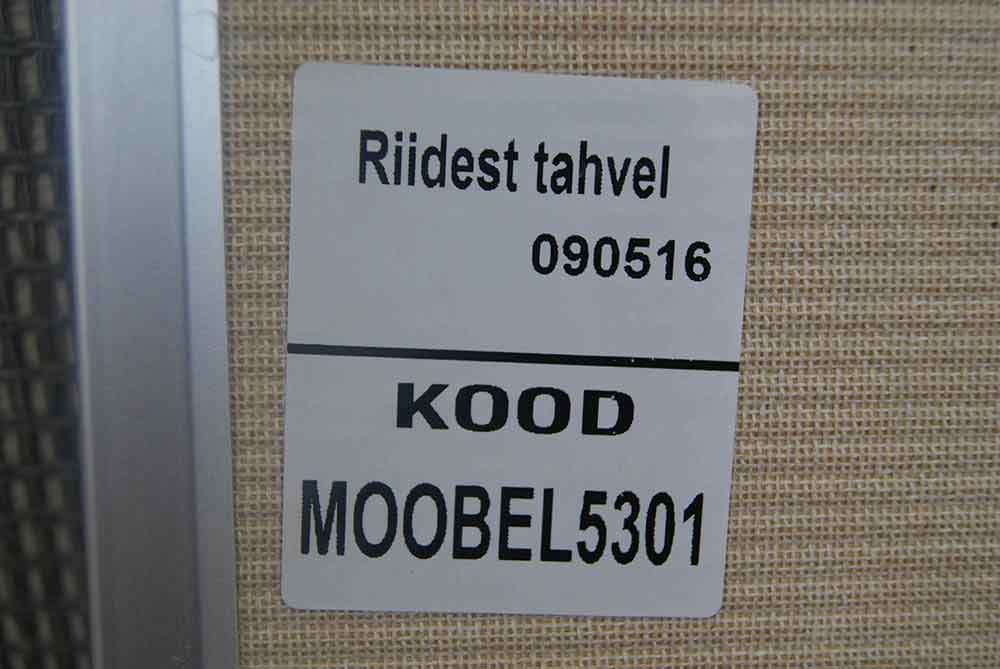 Riidest tahvel
090516
KOOD
MOOBEL5301